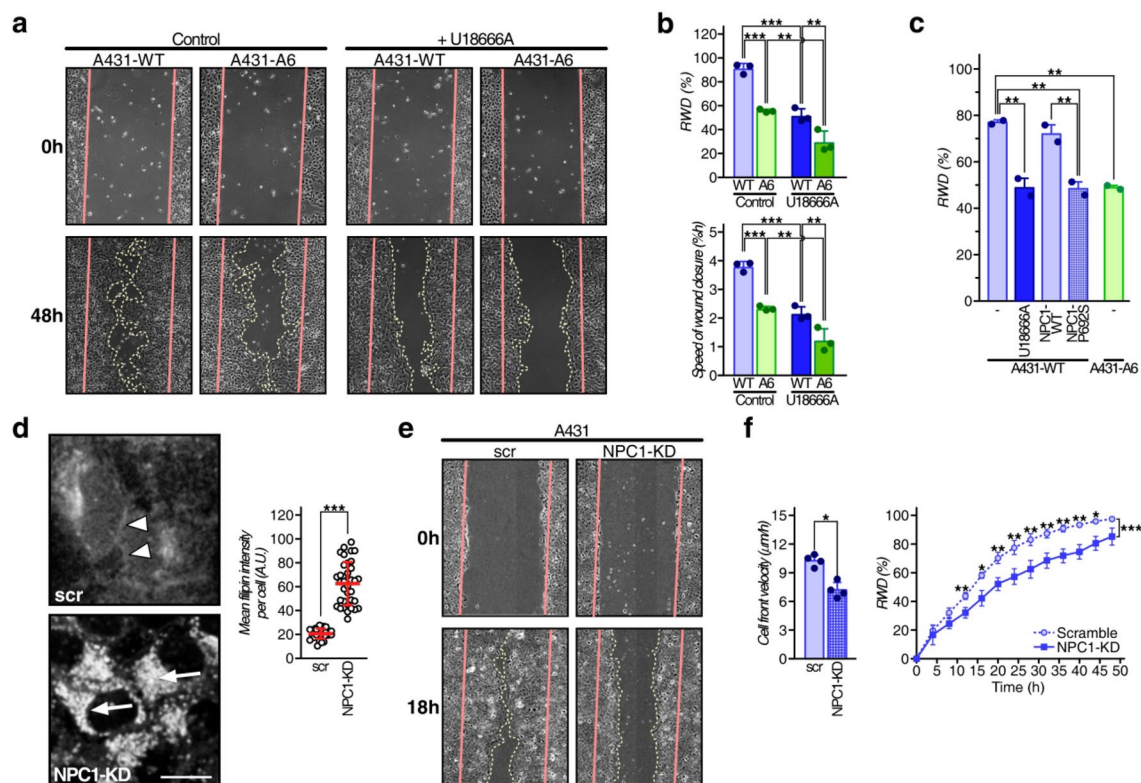 a
Control
+ U18666A
A431-WT
A431-A6
A431-WT
A431-A6
0h
48h
b
***
**
***
**
RWD (%)
120
100
80
60
40
20
0
WT A6 WT A6
Control U18666A
***
**
***
**
Speed of wound closure (%h)
5
4
3
2
1
0
WT A6 WT A6
Control U18666A
c
**
**
**
**
RWD (%)
100
80
60
40
20
0
-
U18666A
NPC1-
WT
NPC1-
P692S
-
A431-WT A431-A6
d
scr
NPC1-KD
***
Mean filipin intensity
per cell (A.U.)
120
100
80
60
40
20
0
scr
NPC1-KD
e
A431
scr
NPC1-KD
0h
18h
f
*
Cell front velocity (μm/h)
15
12
9
6
3
0
scr
NPC1-KD
RWD (%)
100
80
60
40
20
0
**
*
**
**
**
**
**
**
*
***
Scramble
NPC1-KD
0 5 10 15 20 25 30 35 40 45 50
Time (h)